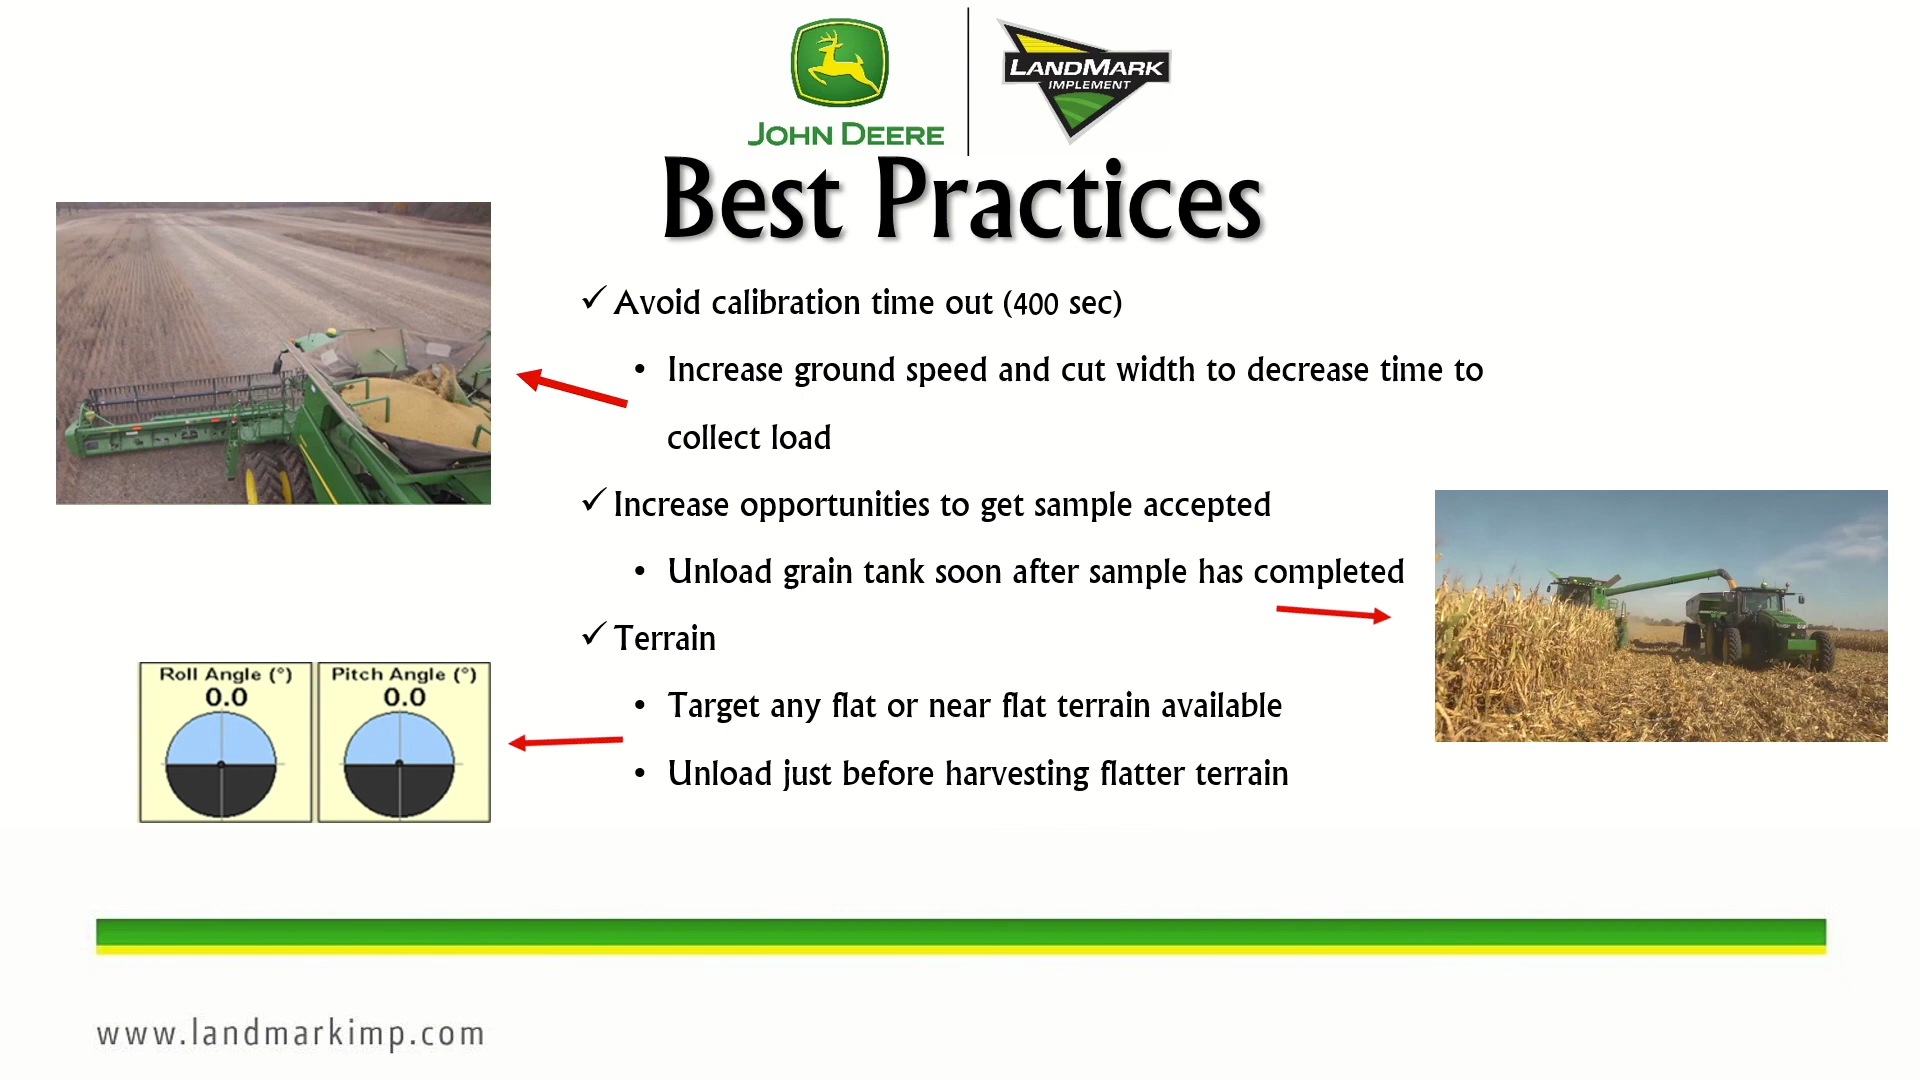 JOHN DEERE
LANDMARK
IMPLEMENT
Best Practices
✓ Avoid calibration time out (400 sec)
• Increase ground speed and cut width to decrease time to
collect load
✓ Increase opportunities to get sample accepted
• Unload grain tank soon after sample has completed
✓ Terrain
• Target any flat or near flat terrain available
• Unload just before harvesting flatter terrain
Roll Angle (°)
0.0
Pitch Angle (°)
0.0
www.landmarkimp.com